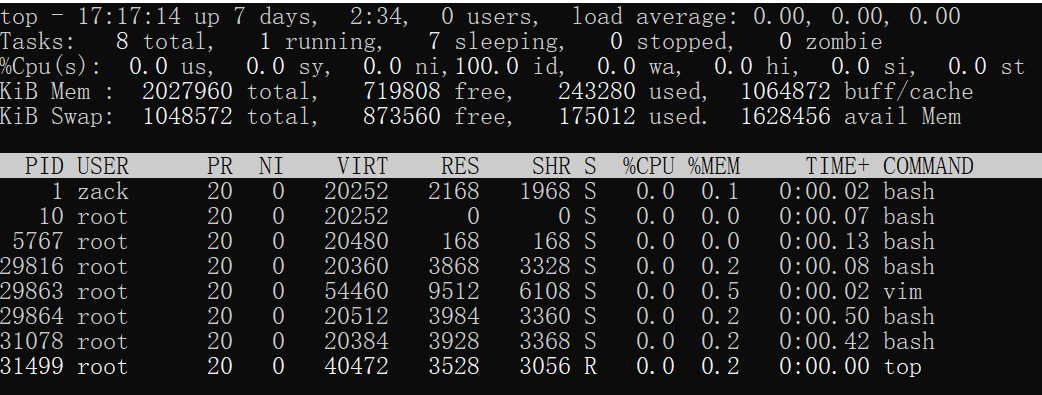 top - 17:17:14 up 7 days,  2:34,  0 users,  load average: 0.00, 0.00, 0.00
Tasks:   8 total,   1 running,   7 sleeping,   0 stopped,   0 zombie
%Cpu(s):  0.0 us,  0.0 sy,  0.0 ni,100.0 id,  0.0 wa,  0.0 hi,  0.0 si,  0.0 st
KiB Mem :  2027960 total,   719808 free,   243280 used,  1064872 buff/cache
KiB Swap:  1048572 total,   873560 free,   175012 used.  1628456 avail Mem
  PID USER      PR  NI    VIRT    RES    SHR S  %CPU %MEM     TIME+ COMMAND
    1 zack      20   0   20252   2168   1968 S   0.0  0.1   0:00.02 bash
   10 root      20   0   20252      0      0 S   0.0  0.0   0:00.07 bash
 5767 root      20   0   20480    168    168 S   0.0  0.0   0:00.13 bash
29816 root      20   0   20360   3868   3328 S   0.0  0.2   0:00.08 bash
29863 root      20   0   54460   9512   6108 S   0.0  0.5   0:00.02 vim
29864 root      20   0   20512   3984   3360 S   0.0  0.2   0:00.50 bash
31078 root      20   0   20384   3928   3368 S   0.0  0.2   0:00.42 bash
31499 root      20   0   40472   3528   3056 R   0.0  0.2   0:00.00 top